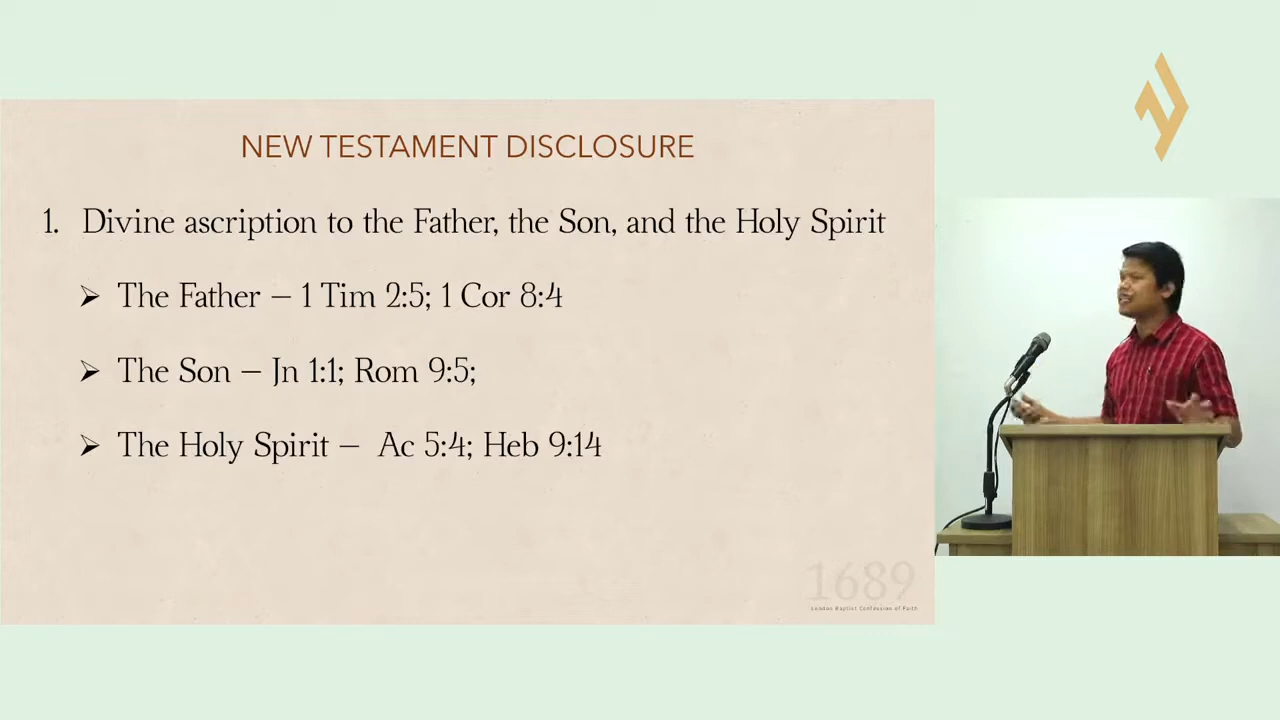 NEW TESTAMENT DISCLOSURE
1. Divine ascription to the Father, the Son, and the Holy Spirit
➢ The Father – 1 Tim 2:5; 1 Cor 8:4
➢ The Son – Jn 1:1; Rom 9:5;
➢ The Holy Spirit – Ac 5:4; Heb 9:14
1689
London Baptist Confession of Faith